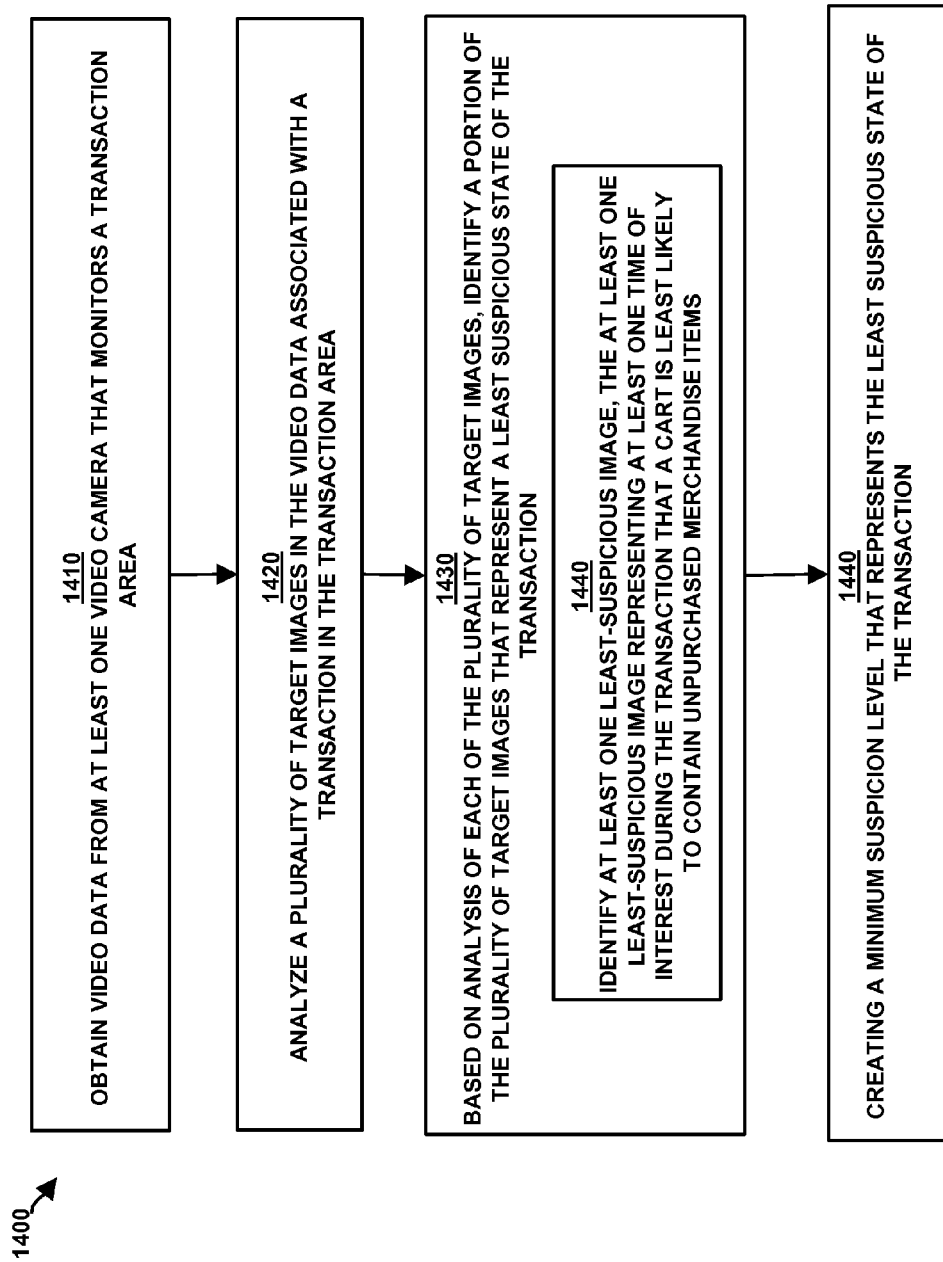 1400
1410
OBTAIN VIDEO DATA FROM AT LEAST ONE VIDEO CAMERA THAT MONITORS A TRANSACTION
AREA
1420
ANALYZE A PLURALITY OF TARGET IMAGES IN THE VIDEO DATA ASSOCIATED WITH A
TRANSACTION IN THE TRANSACTION AREA
1430
BASED ON ANALYSIS OF EACH OF THE PLURALITY OF TARGET IMAGES, IDENTIFY A PORTION OF
THE PLURALITY OF TARGET IMAGES THAT REPRESENT A LEAST SUSPICIOUS STATE OF THE
TRANSACTION
1440
IDENTIFY AT LEAST ONE LEAST-SUSPICIOUS IMAGE, THE AT LEAST ONE
LEAST-SUSPICIOUS IMAGE REPRESENTING AT LEAST ONE TIME OF
INTEREST DURING THE TRANSACTION THAT A CART IS LEAST LIKELY
TO CONTAIN UNPURCHASED MERCHANDISE ITEMS
1440
CREATING A MINIMUM SUSPICION LEVEL THAT REPRESENTS THE LEAST SUSPICIOUS STATE OF
THE TRANSACTION